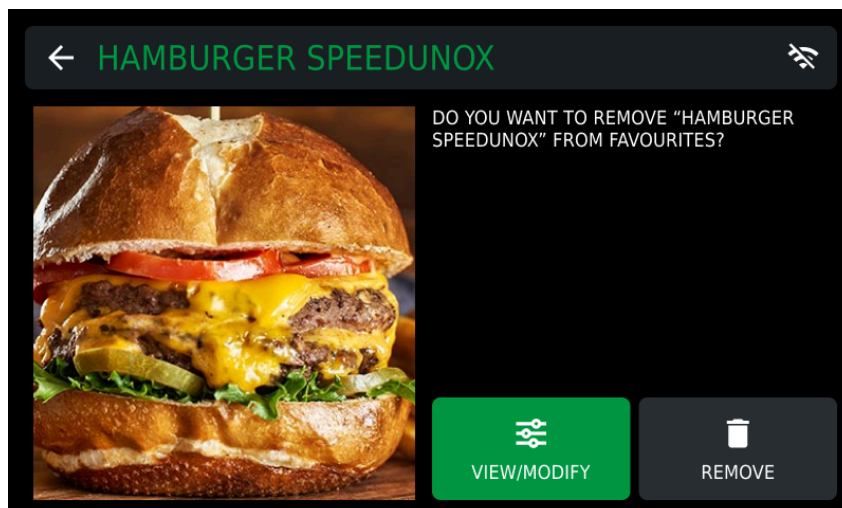 HAMBURGER SPEEDUNOX
DO YOU WANT TO REMOVE “HAMBURGER
SPEEDUNOX” FROM FAVOURITES?
VIEW/MODIFY
REMOVE